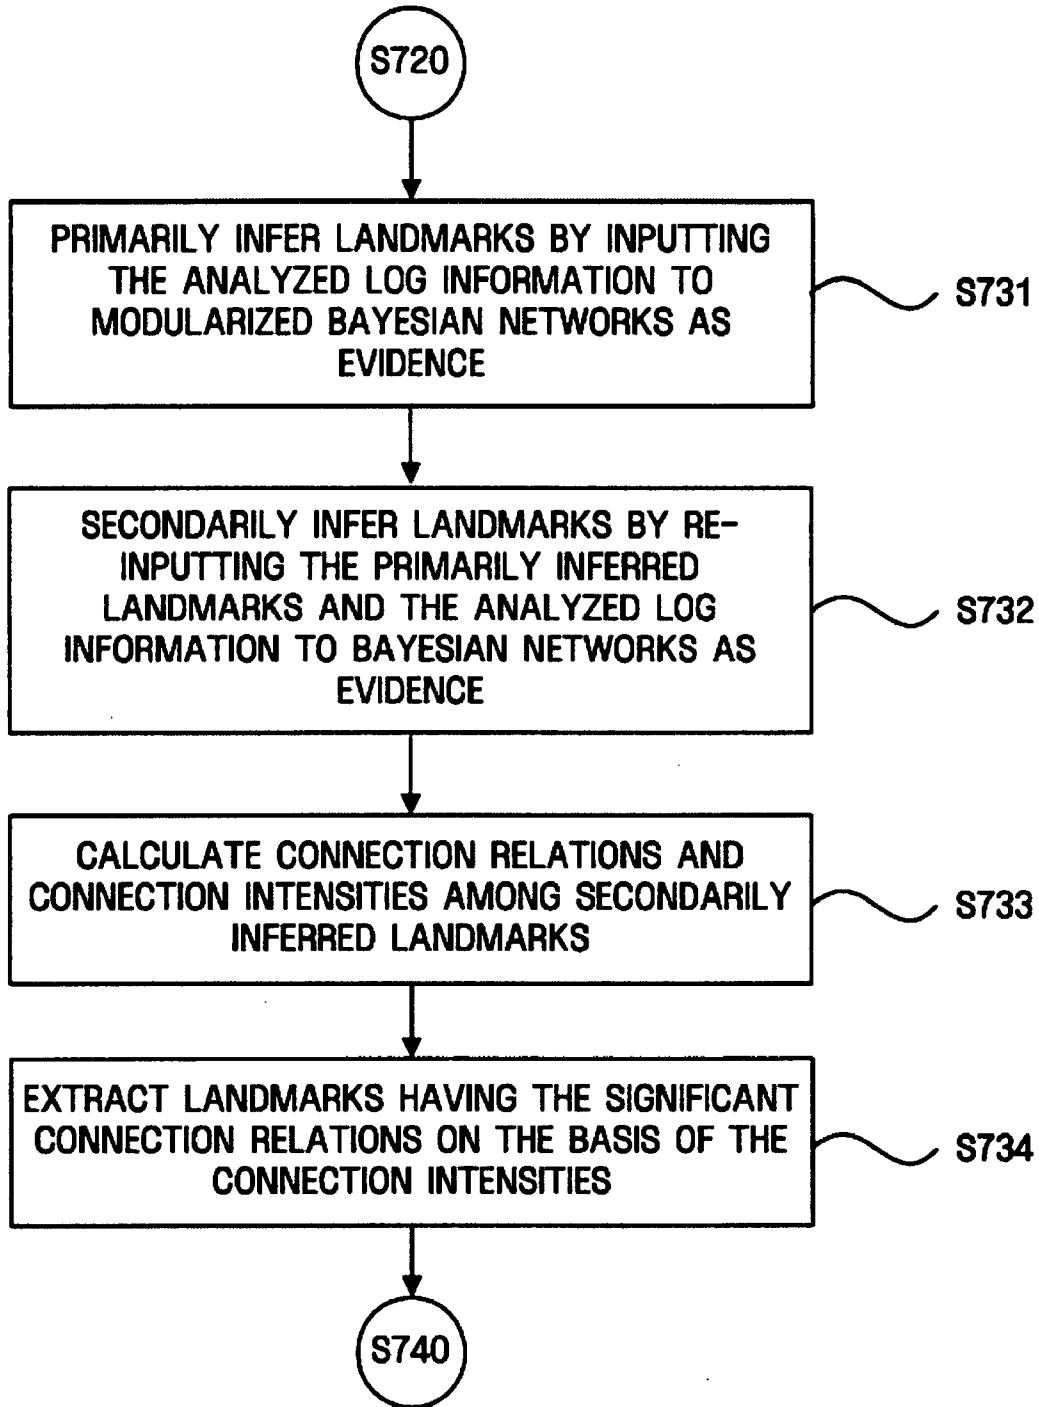 S720
PRIMARILY INFER LANDMARKS BY INPUTTING
THE ANALYZED LOG INFORMATION TO
MODULARIZED BAYESIAN NETWORKS AS
EVIDENCE
S731
SECONDARILY INFER LANDMARKS BY RE-
INPUTTING THE PRIMARILY INFERRED
LANDMARKS AND THE ANALYZED LOG
INFORMATION TO BAYESIAN NETWORKS AS
EVIDENCE
S732
CALCULATE CONNECTION RELATIONS AND
CONNECTION INTENSITIES AMONG SECONDARILY
INFERRED LANDMARKS
S733
EXTRACT LANDMARKS HAVING THE SIGNIFICANT
CONNECTION RELATIONS ON THE BASIS OF THE
CONNECTION INTENSITIES
S734
S740